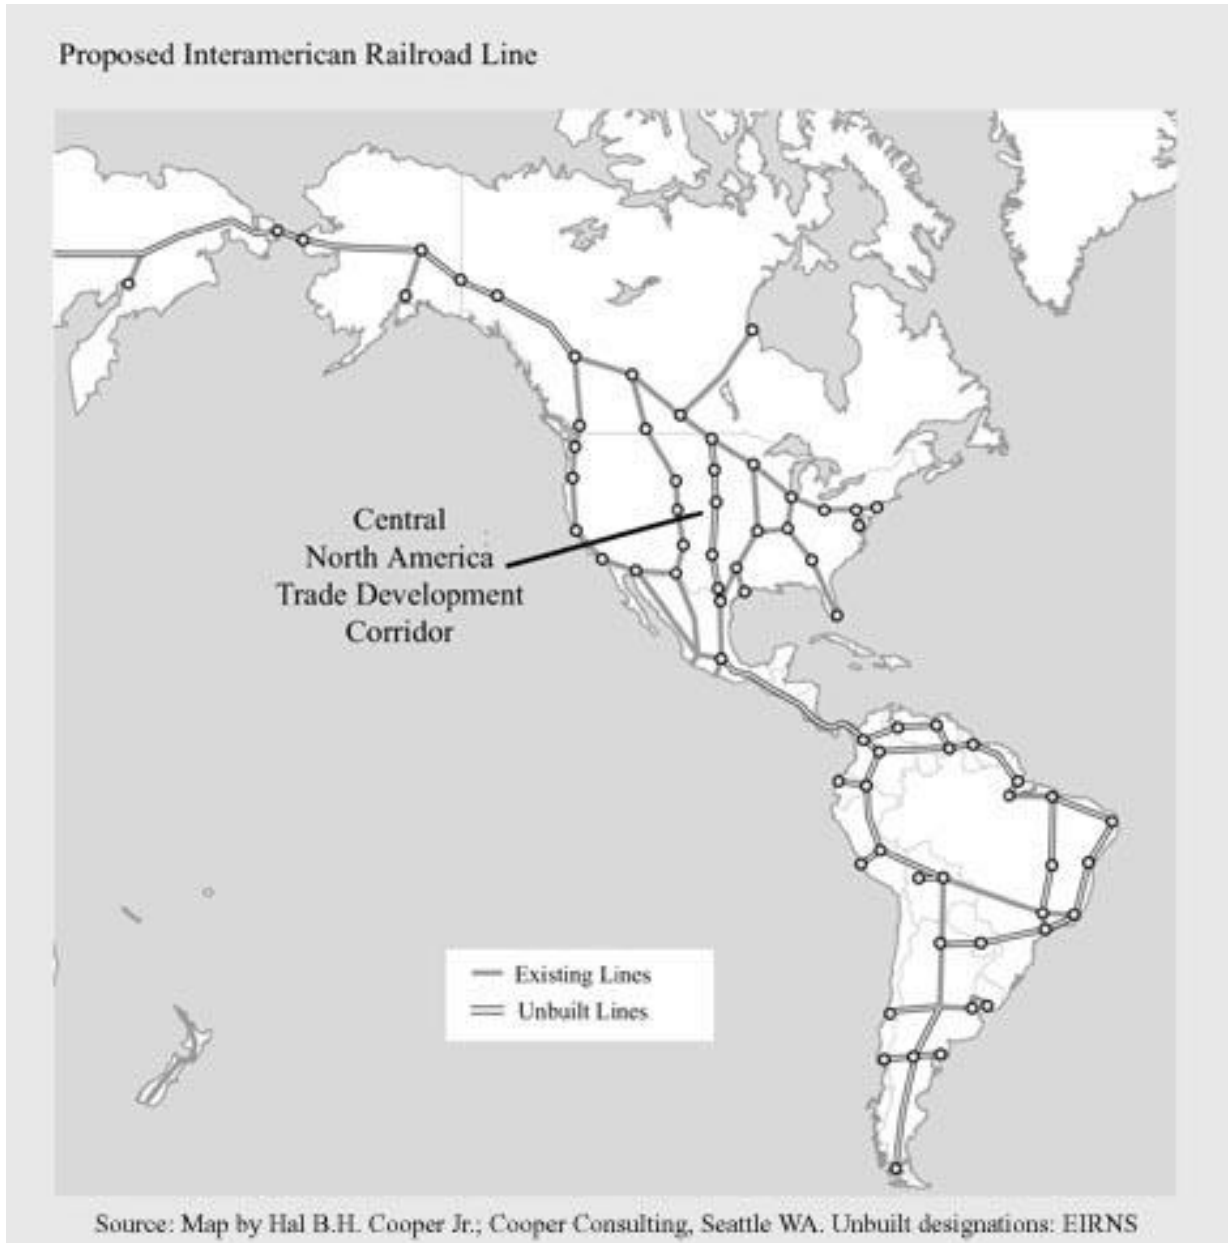 Proposed Interamerican Railroad Line
Central
North America
Trade Development
Corridor
Existing Lines
Unbuilt Lines
Source: Map by Hal B.H. Cooper Jr.; Cooper Consulting, Seattle WA. Unbuilt designations: EIRNS